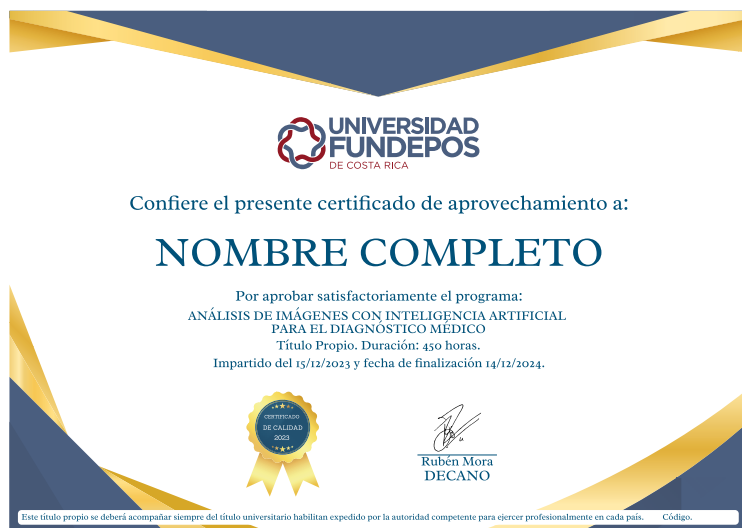 UNIVERSIDAD
FUNDEPOS
DE COSTA RICA
Confiere el presente certificado de aprovechamiento a:
NOMBRE COMPLETO
Por aprobar satisfactoriamente el programa:
ANÁLISIS DE IMÁGENES CON INTELIGENCIA ARTIFICIAL
PARA EL DIAGNÓSTICO MÉDICO
Título Propio. Duración: 450 horas.
Impartido del 15/12/2023 y fecha de finalización 14/12/2024.
CERTIFICADO
DE CALIDAD
2023
Rubén Mora
DECANO
Este título propio se deberá acompañar siempre del título universitario habilitan expedido por la autoridad competente para ejercer profesionalmente en cada país. Código.